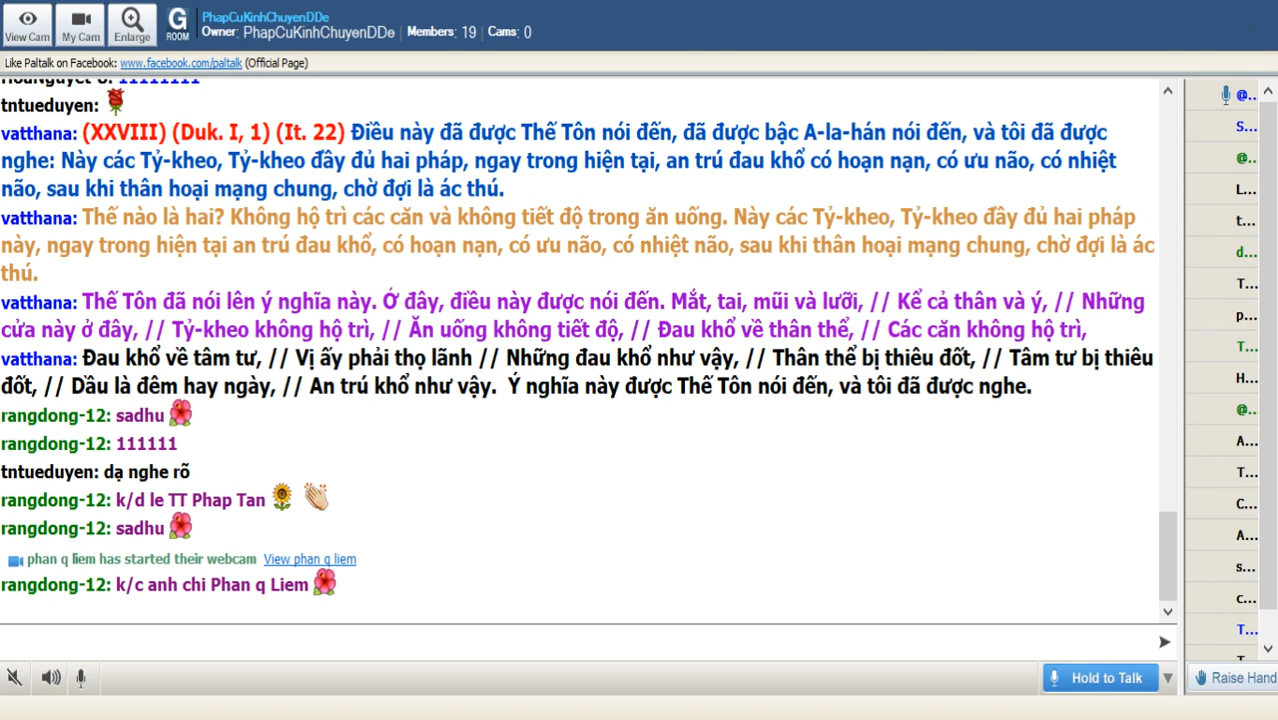 PhapCuKinhChuyenDDe
Owner: PhapCuKinhChuyenDDe Members: 19 Cams: 0
View Cam My Cam Enlarge G ROOM
Like Paltalk on Facebook: www.facebook.com/paltalk (Official Page)
HoaNguyet-8: 11111111
tntueduyen:
vatthana: (XXVIII) (Duk. I, 1) (It. 22) Điều này đã được Thế Tôn nói đến, đã được bậc A-la-hán nói đến, và tôi đã được
nghe: Này các Tỷ-kheo, Tỷ-kheo đầy đủ hai pháp, ngay trong hiện tại, an trú đau khổ có hoạn nạn, có ưu não, có nhiệt
não, sau khi thân hoại mạng chung, chờ đợi là ác thú.
vatthana: Thế nào là hai? Không hộ trì các căn và không tiết độ trong ăn uống. Này các Tỷ-kheo, Tỷ-kheo đầy đủ hai pháp
này, ngay trong hiện tại an trú đau khổ, có hoạn nạn, có ưu não, có nhiệt não, sau khi thân hoại mạng chung, chờ đợi là ác
thú.
vatthana: Thế Tôn đã nói lên ý nghĩa này. Ở đây, điều này được nói đến. Mắt, tai, mũi và lưỡi, // Kể cả thân và ý, // Những
cửa này ở đây, // Tỷ-kheo không hộ trì, // Ăn uống không tiết độ, // Đau khổ về thân thể, // Các căn không hộ trì,
vatthana: Đau khổ về tâm tư, // Vị ấy phải thọ lãnh // Những đau khổ như vậy, // Thân thể bị thiêu đốt, // Tâm tư bị thiêu
đốt, // Dầu là đêm hay ngày, // An trú khổ như vậy. Ý nghĩa này được Thế Tôn nói đến, và tôi đã được nghe.
rangdong-12: sadhu
rangdong-12: 111111
tntueduyen: dạ nghe rõ
rangdong-12: k/d le TT Phap Tan
rangdong-12: sadhu
phan q liem has started their webcam View phan q liem
rangdong-12: k/c anh chi Phan q Liem
@...
S...
@...
L...
t...
d...
T...
p...
T...
H...
@...
A...
T...
C...
A...
s...
c...
T...
Hold to Talk Raise Hand